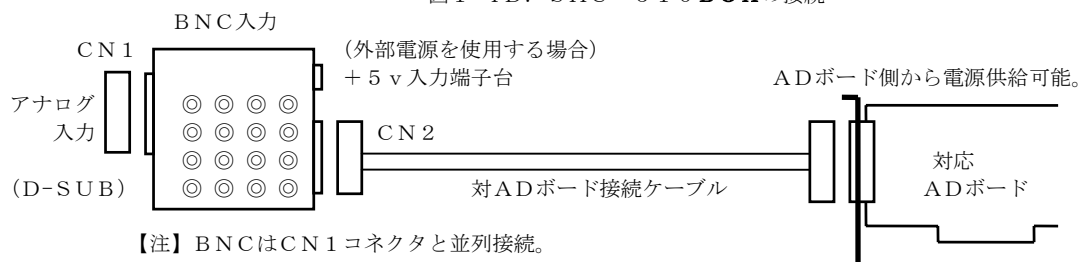 BNC入力
CN1
(外部電源を使用する場合)
+5v入力端子台
ADボード側から電源供給可能。
アナログ
入力
CN2
対応
ADボード
(D-SUB)
対ADボード接続ケーブル
【注】BNCはCN1コネクタと並列接続。